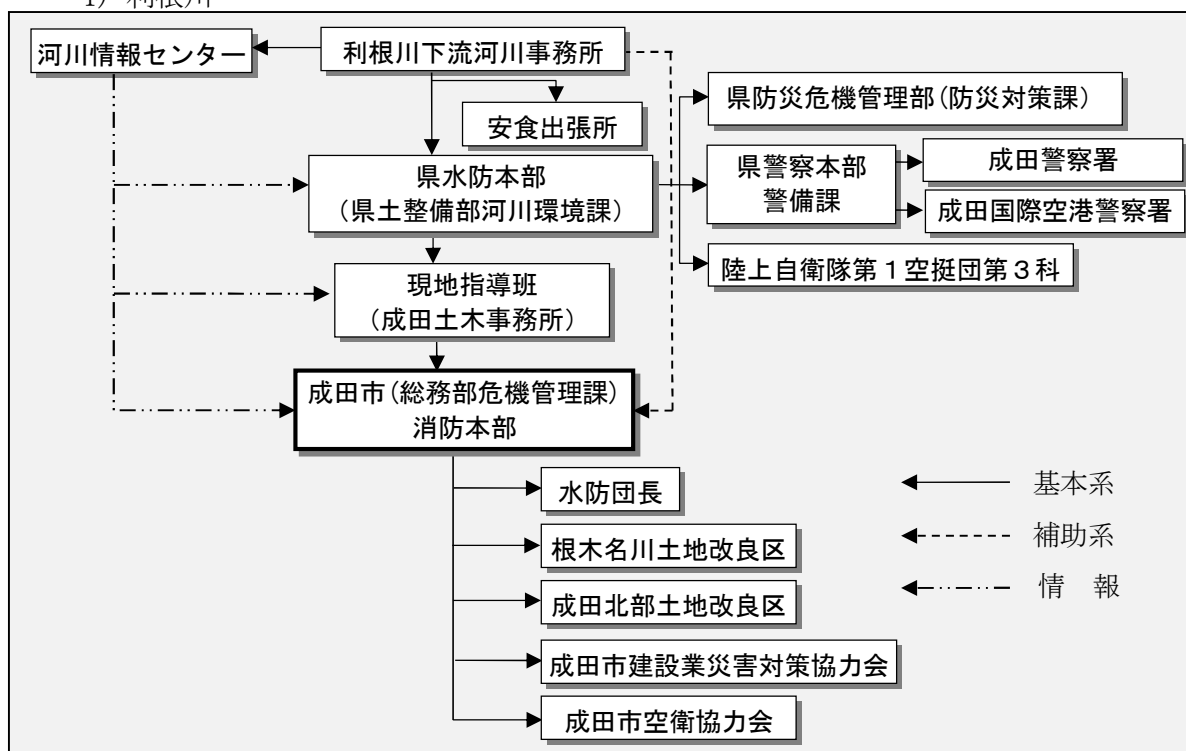 1) 利根川
河川情報センター
利根川下流河川事務所
安食出張所
県防災危機管理部(防災対策課)
県水防本部
(県土整備部河川環境課)
県警察本部
警備課
成田警察署
成田国際空港警察署
陸上自衛隊第1空挺団第3科
現地指導班
(成田土木事務所)
成田市(総務部危機管理課)
消防本部
水防団長
根木名川土地改良区
成田北部土地改良区
成田市建設業災害対策協力会
成田市空衛協力会
基本系
補助系
情 報